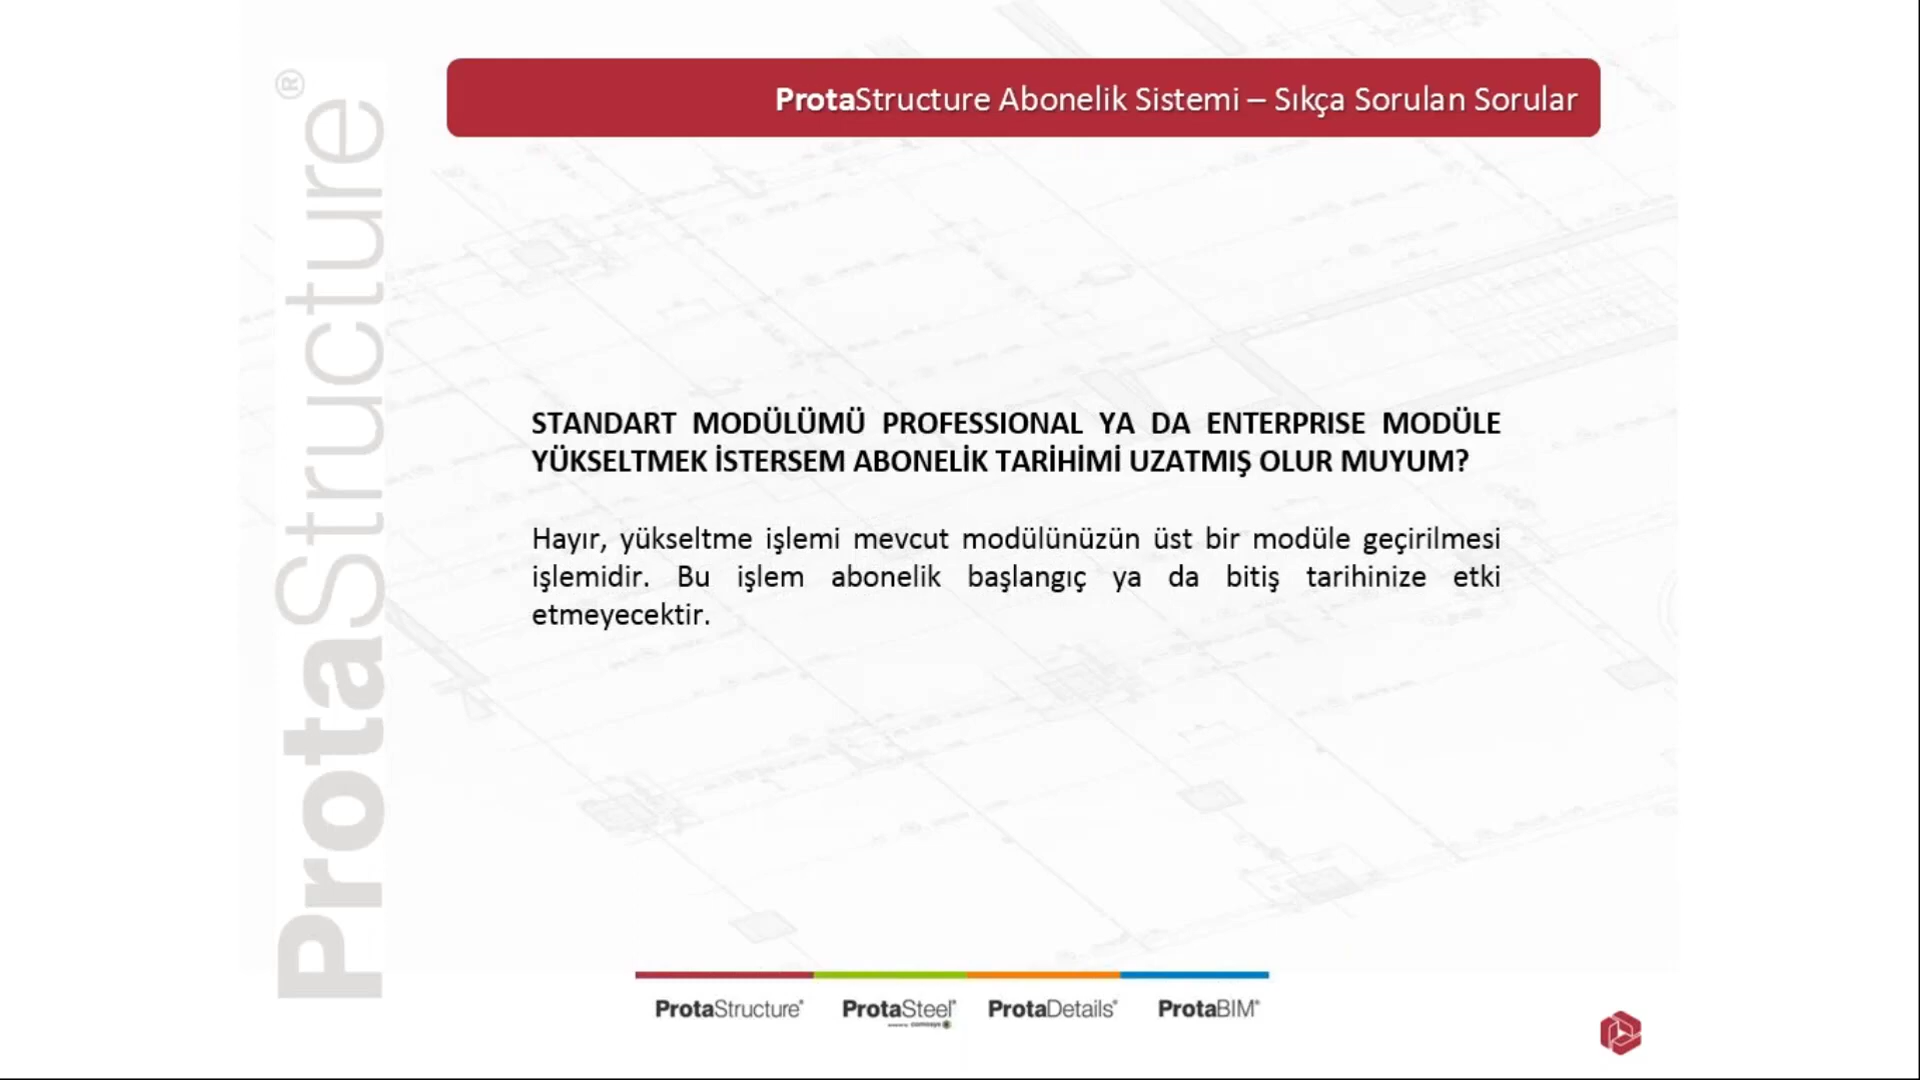 ProtaStructure®
ProtaStructure Abonelik Sistemi – Sıkça Sorulan Sorular
STANDART MODÜLÜMÜ PROFESSIONAL YA DA ENTERPRISE MODÜLE
YÜKSELTMEK İSTERSEM ABONELİK TARİHİMİ UZATMIŞ OLUR MUYUM?
Hayır, yükseltme işlemi mevcut modülünüzün üst bir modüle geçirilmesi
işlemidir. Bu işlem abonelik başlangıç ya da bitiş tarihinize etki
etmeyecektir.
ProtaStructure® ProtaSteel® ProtaDetails® ProtaBIM®